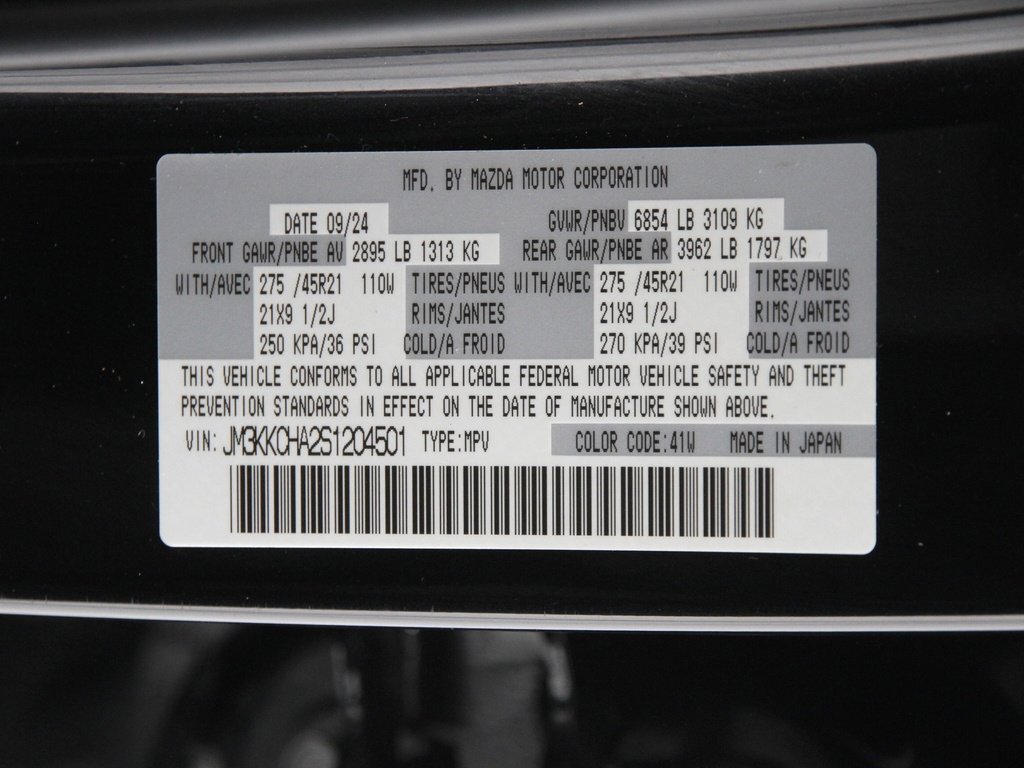 MFD. BY MAZDA MOTOR CORPORATION
DATE 09/24 GVWR/PNBV 6854 LB 3109 KG
FRONT GAWR/PNBE AV 2895 LB 1313 KG REAR GAWR/PNBE AR 3962 LB 1797 KG
WITH/AVEC 275 /45R21 110W TIRES/PNEUS WITH/AVEC 275 /45R21 110W TIRES/PNEUS
21X9 1/2J RIMS/JANTES 21X9 1/2J RIMS/JANTES
250 KPA/36 PSI COLD/A FROID 270 KPA/39 PSI COLD/A FROID
THIS VEHICLE CONFORMS TO ALL APPLICABLE FEDERAL MOTOR VEHICLE SAFETY AND THEFT
PREVENTION STANDARDS IN EFFECT ON THE DATE OF MANUFACTURE SHOWN ABOVE.
VIN: JM3KKCHA2S1204501 TYPE:MPV COLOR CODE:41W MADE IN JAPAN